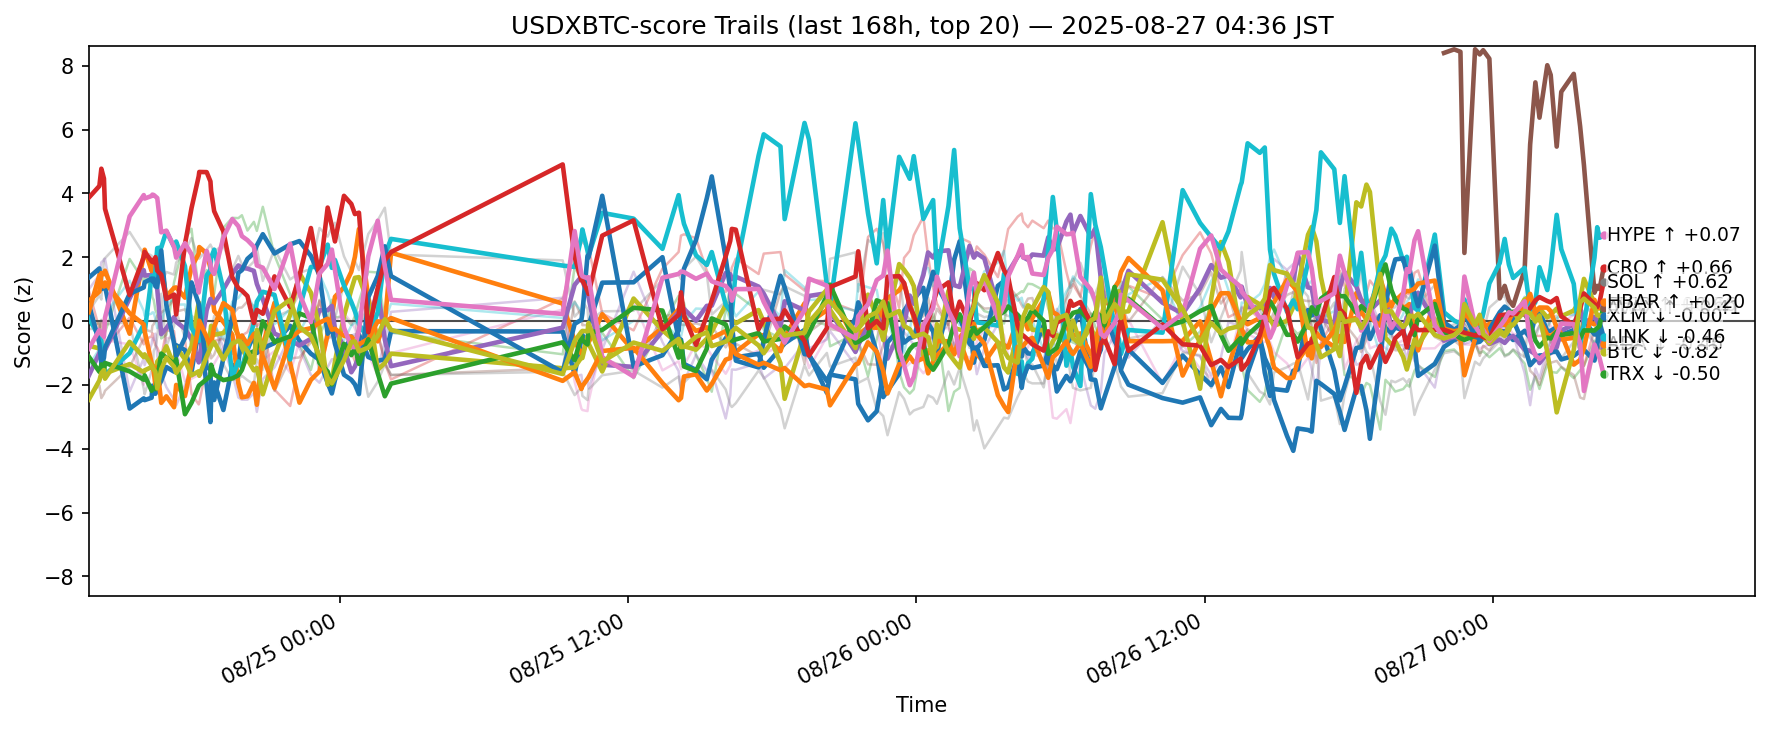 USDXBTC-score Trails (last 168h, top 20) — 2025-08-27 04:36 JST
Score (z)
8
6
4
2
0
−2
−4
−6
−8
HYPE ↑ +0.07
CRO ↑ +0.66
SOL ↑ +0.62
HBAR ↑ +0.20
XLM ↓ -0.00
LINK ↓ -0.46
BTC ↓ -0.82
TRX ↓ -0.50
08/25 00:00
08/25 12:00
08/26 00:00
08/26 12:00
08/27 00:00
Time